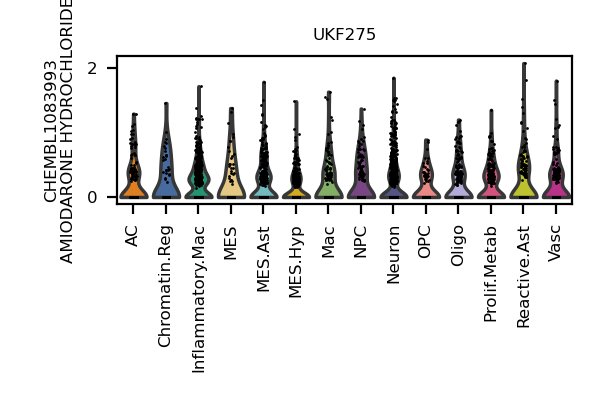 UKF275
CHEMBL1083993
AMIODARONE HYDROCHLORIDE
2
0
AC
Chromatin.Reg
Inflammatory.Mac
MES
MES.Ast
MES.Hyp
Mac
NPC
Neuron
OPC
Oligo
Prolif.Metab
Reactive.Ast
Vasc